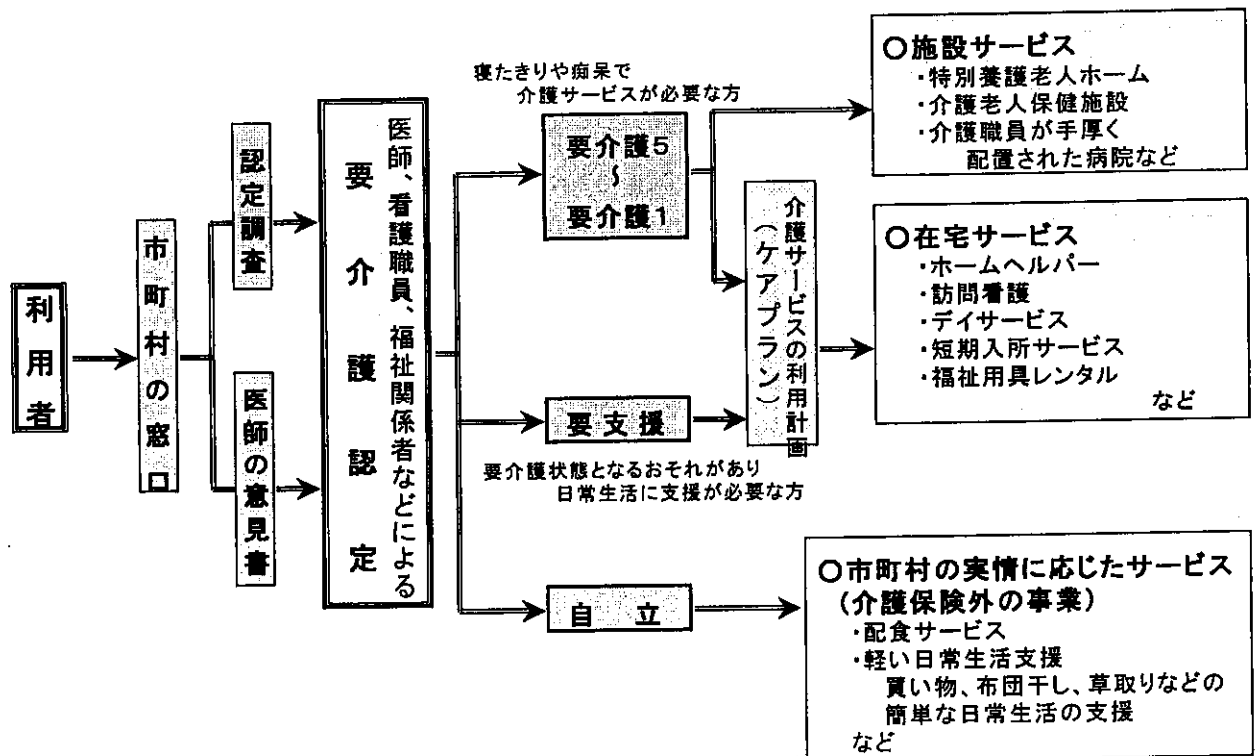 利用者
市町村の窓口
認定調査
医師の意見書
医師、看護職員、福祉関係者などによる
要介護認定
寝たきりや痴呆で
介護サービスが必要な方
要介護5
～
要介護1
要支援
要介護状態となるおそれがあり
日常生活に支援が必要な方
自立
介護サービスの利用計画
（ケアプラン）
○施設サービス
・特別養護老人ホーム
・介護老人保健施設
・介護職員が手厚く
配置された病院など
○在宅サービス
・ホームヘルパー
・訪問看護
・デイサービス
・短期入所サービス
・福祉用具レンタル
など
○市町村の実情に応じたサービス
（介護保険外の事業）
・配食サービス
・軽い日常生活支援
買い物、布団干し、草取りなどの
簡単な日常生活の支援
など